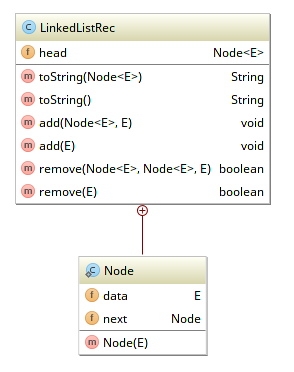 C LinkedListRec
f head Node<E>
m toString(Node<E>) String
m toString() String
m add(Node<E>, E) void
m add(E) void
m remove(Node<E>, Node<E>, E) boolean
m remove(E) boolean
C Node
f data E
f next Node
m Node(E)